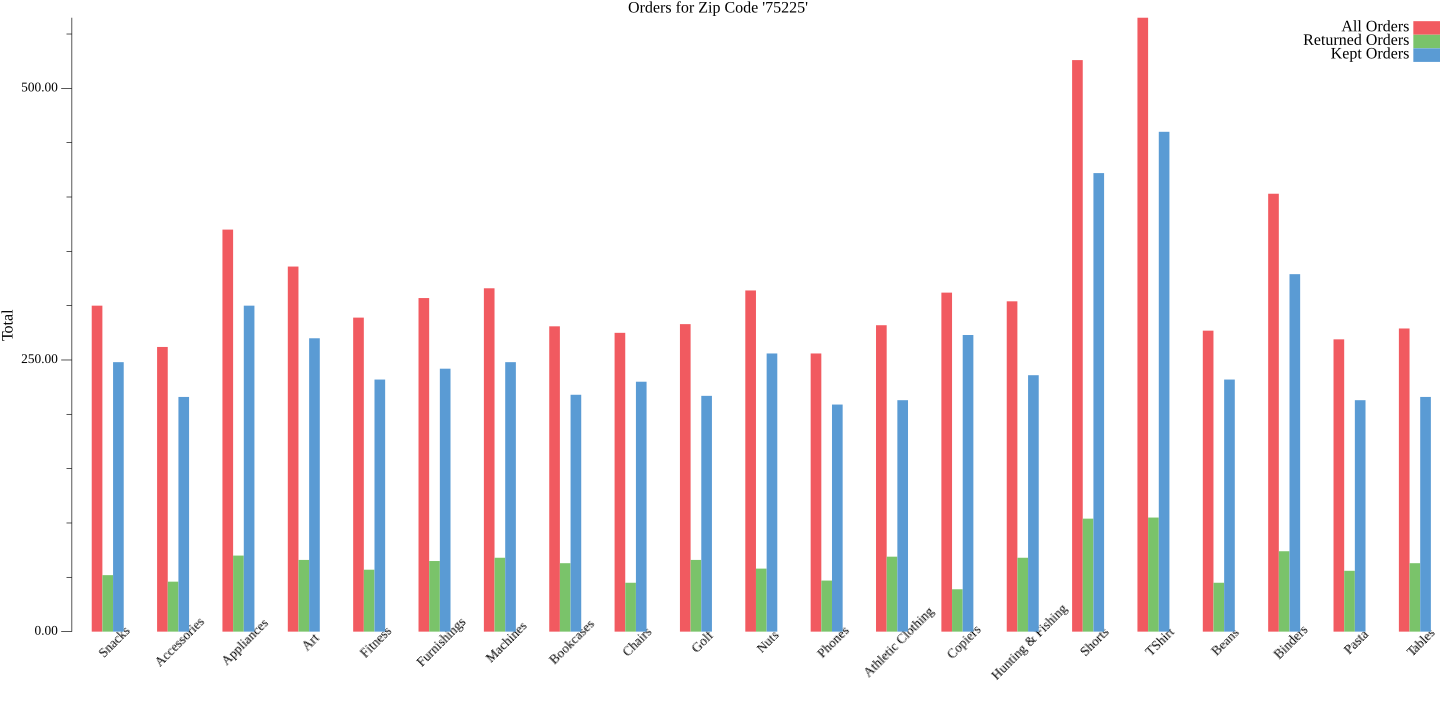 Orders for Zip Code '75225'
All Orders
Returned Orders
Kept Orders
Total
500.00
250.00
0.00
Snacks
Accessories
Appliances
Art
Fitness
Furnishings
Machines
Bookcases
Chairs
Golf
Nuts
Phones
Athletic Clothing
Copiers
Hunting & Fishing
Shorts
TShirt
Beans
Binders
Pasta
Tables